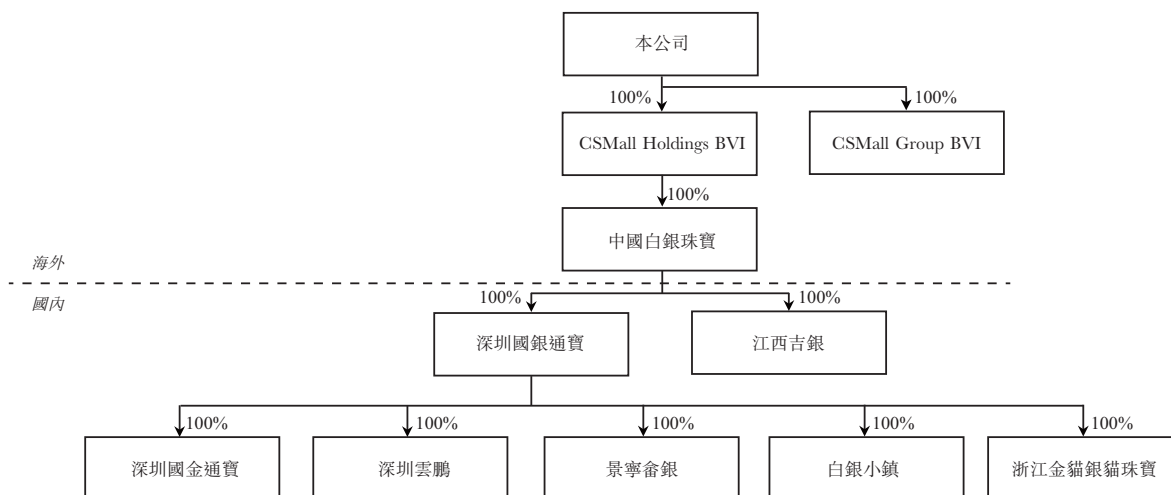 本公司
100%
100%
CSMall Holdings BVI
CSMall Group BVI
100%
中國白銀珠寶
海外
國內
100%
100%
深圳國銀通寶
江西吉銀
100%
100%
100%
100%
100%
深圳國金通寶
深圳雲鵬
景寧畲銀
白銀小鎮
浙江金貓銀貓珠寶